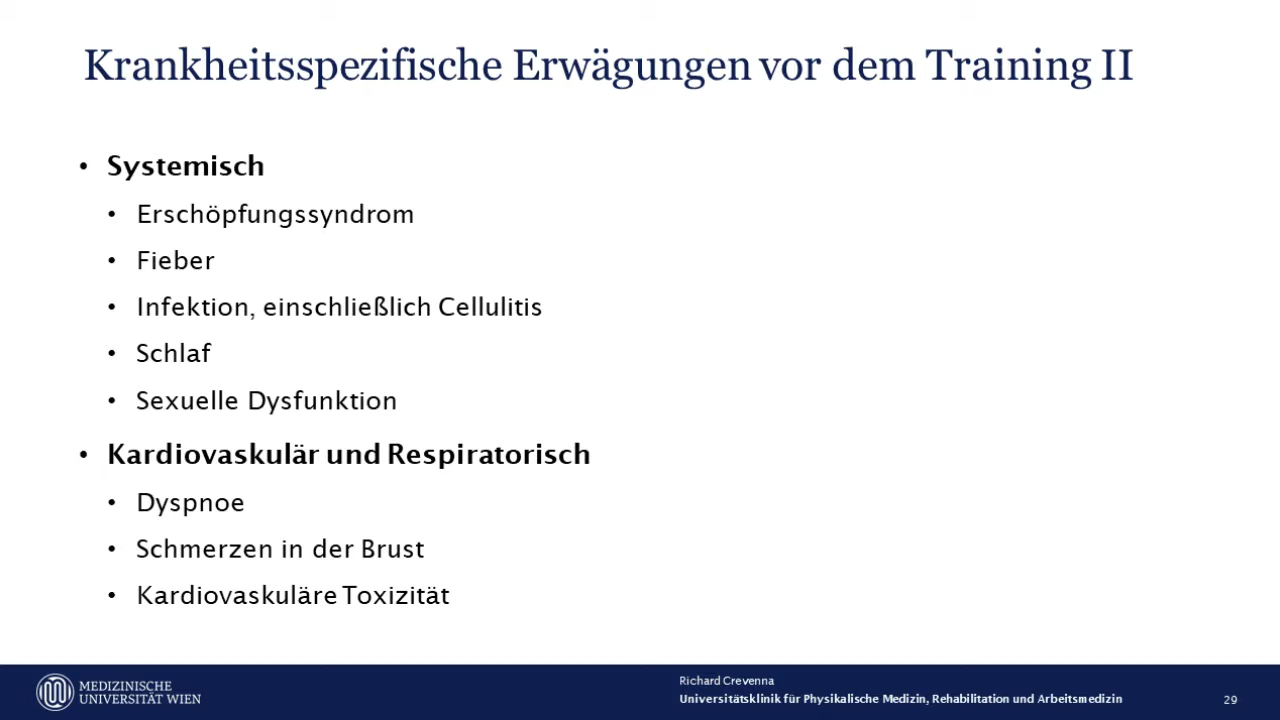 Krankheitsspezifische Erwägungen vor dem Training II
• Systemisch
• Erschöpfungssyndrom
• Fieber
• Infektion, einschließlich Cellulitis
• Schlaf
• Sexuelle Dysfunktion
• Kardiovaskulär und Respiratorisch
• Dyspnoe
• Schmerzen in der Brust
• Kardiovaskuläre Toxizität
MEDIZINISCHE
UNIVERSITÄT WIEN
Richard Crevenna
Universitätsklinik für Physikalische Medizin, Rehabilitation und Arbeitsmedizin
29